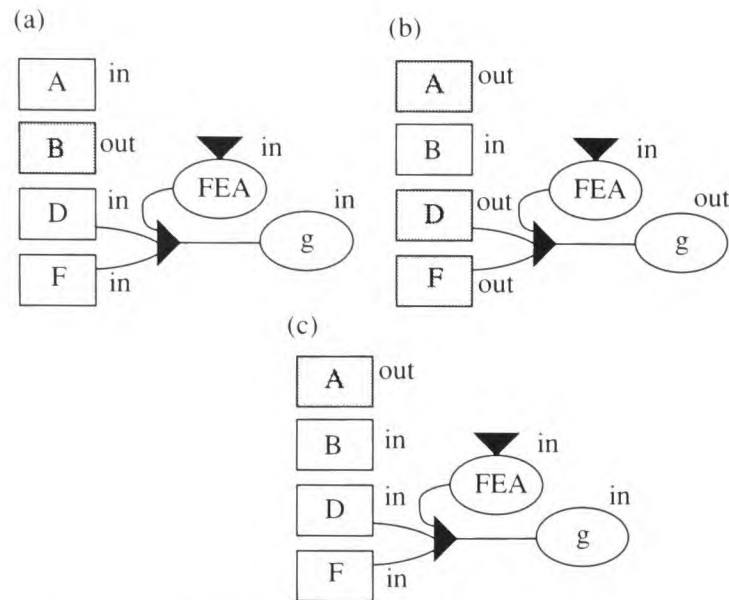 (a)
A in
B out
in
D in FEA in
g
F in
(b)
A out
B in in
D out FEA out
g
F out
(c)
A out
B in in
D in FEA in
g
F in